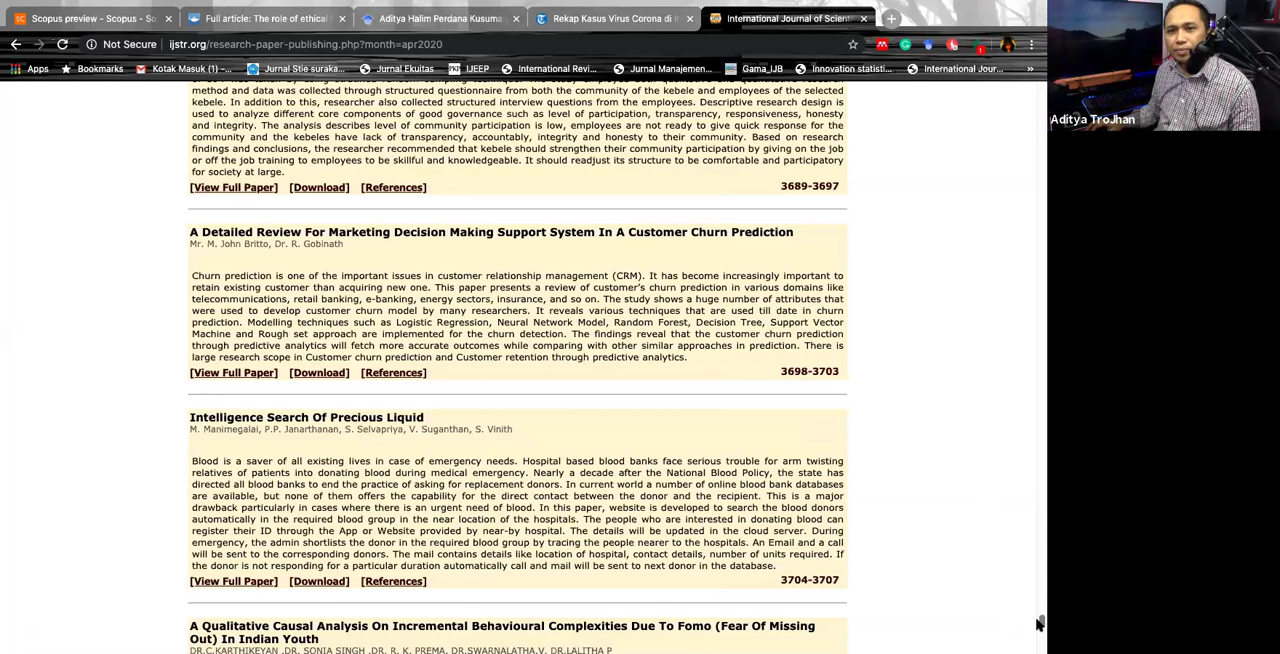 Scopus preview - Scopus - So
Full article: The role of ethical l
Aditya Halim Perdana Kusuma
Rekap Kasus Virus Corona di In
International Journal of Scienti
Not Secure
ijstr.org/research-paper-publishing.php?month=apr2020
Apps
Bookmarks
Kotak Masuk (1) -...
Jurnal Stie suraka...
Jurnal Ekuitas
IJEEP
International Revi...
Jurnal Manajemen...
Gama_IJB
Innovation statisti...
International Jour...
Aditya TroJhan
method and data was collected through structured questionnaire from both the community of the kebele and employees of the selected
kebele. In addition to this, researcher also collected structured interview questions from the employees. Descriptive research design is
used to analyze different core components of good governance such as level of participation, transparency, responsiveness, honesty
and integrity. The analysis describes level of community participation is low, employees are not ready to give quick response for the
community and the kebeles have lack of transparency, accountably, integrity and honesty to their community. Based on research
findings and conclusions, the researcher recommended that kebele should strengthen their community participation by giving on the job
or off the job training to employees to be skillful and knowledgeable. It should readjust its structure to be comfortable and participatory
for society at large.
[View Full Paper] [Download] [References] 3689-3697
A Detailed Review For Marketing Decision Making Support System In A Customer Churn Prediction
Mr. M. John Britto, Dr. R. Gobinath
Churn prediction is one of the important issues in customer relationship management (CRM). It has become increasingly important to
retain existing customer than acquiring new one. This paper presents a review of customer's churn prediction in various domains like
telecommunications, retail banking, e-banking, energy sectors, insurance, and so on. The study shows a huge number of attributes that
were used to develop customer churn model by many researchers. It reveals various techniques that are used till date in churn
prediction. Modelling techniques such as Logistic Regression, Neural Network Model, Random Forest, Decision Tree, Support Vector
Machine and Rough set approach are implemented for the churn detection. The findings reveal that the customer churn prediction
through predictive analytics will fetch more accurate outcomes while comparing with other similar approaches in prediction. There is
large research scope in Customer churn prediction and Customer retention through predictive analytics.
[View Full Paper] [Download] [References] 3698-3703
Intelligence Search Of Precious Liquid
M. Manimegalai, P.P. Janarthanan, S. Selvapriya, V. Suganthan, S. Vinith
Blood is a saver of all existing lives in case of emergency needs. Hospital based blood banks face serious trouble for arm twisting
relatives of patients into donating blood during medical emergency. Nearly a decade after the National Blood Policy, the state has
directed all blood banks to end the practice of asking for replacement donors. In current world a number of online blood bank databases
are available, but none of them offers the capability for the direct contact between the donor and the recipient. This is a major
drawback particularly in cases where there is an urgent need of blood. In this paper, website is developed to search the blood donors
automatically in the required blood group in the near location of the hospitals. The people who are interested in donating blood can
register their ID through the App or Website provided by near-by hospital. The details will be updated in the cloud server. During
emergency, the admin shortlists the donor in the required blood group by tracing the people nearer to the hospitals. An Email and a call
will be sent to the corresponding donors. The mail contains details like location of hospital, contact details, number of units required. If
the donor is not responding for a particular duration automatically call and mail will be sent to next donor in the database.
[View Full Paper] [Download] [References] 3704-3707
A Qualitative Causal Analysis On Incremental Behavioural Complexities Due To Fomo (Fear Of Missing
Out) In Indian Youth
DR.C.KARTHIKEYAN ,DR. SONIA SINGH ,DR. R. K. PREMA, DR.SWARNALATHA.V, DR.LALITHA P